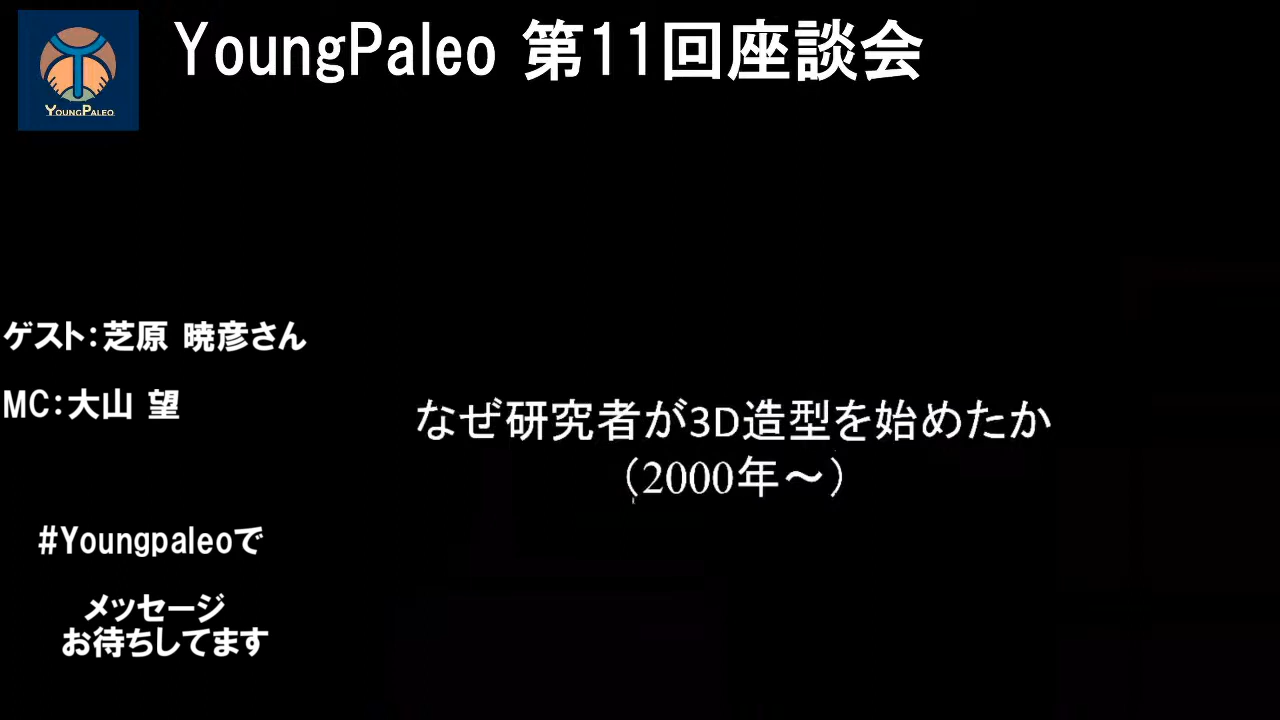 YoungPaleo 第11回座談会
YOUNGPALEO
ゲスト：芝原 暁彦さん
MC：大山 望
なぜ研究者が3D造型を始めたか
（2000年～）
#Youngpaleoで
メッセージ
お待ちしてます